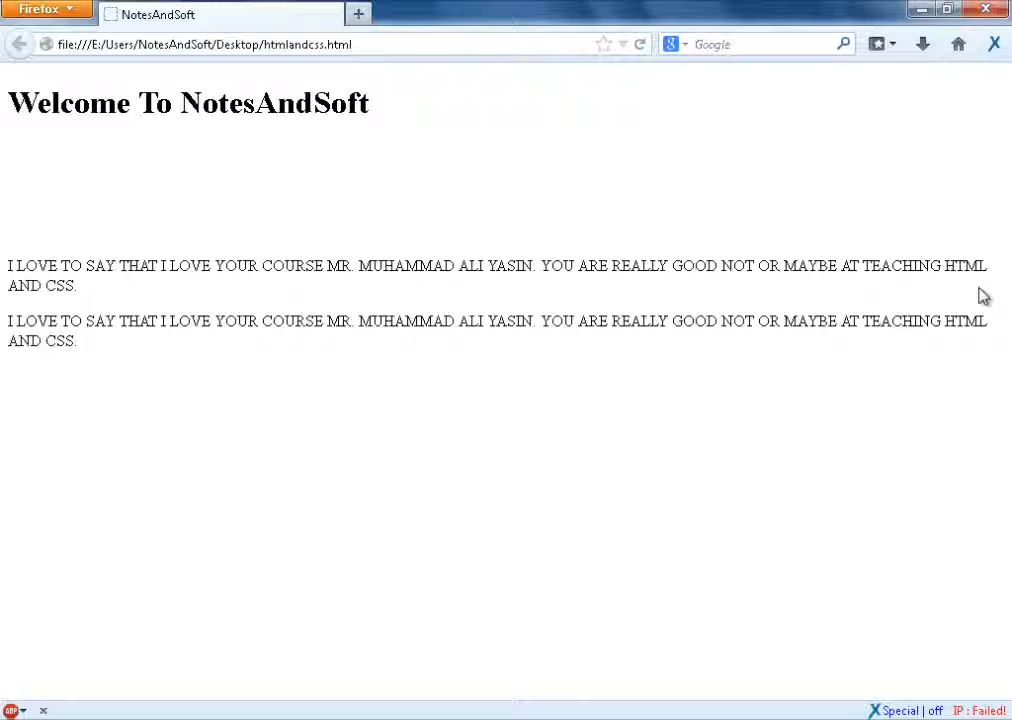 Firefox
NotesAndSoft
file:///E:/Users/NotesAndSoft/Desktop/htmlandcss.html
Google
Welcome To NotesAndSoft
I LOVE TO SAY THAT I LOVE YOUR COURSE MR. MUHAMMAD ALI YASIN. YOU ARE REALLY GOOD NOT OR MAYBE AT TEACHING HTML
AND CSS.
I LOVE TO SAY THAT I LOVE YOUR COURSE MR. MUHAMMAD ALI YASIN. YOU ARE REALLY GOOD NOT OR MAYBE AT TEACHING HTML
AND CSS.
ABP
Special | off IP : Failed!